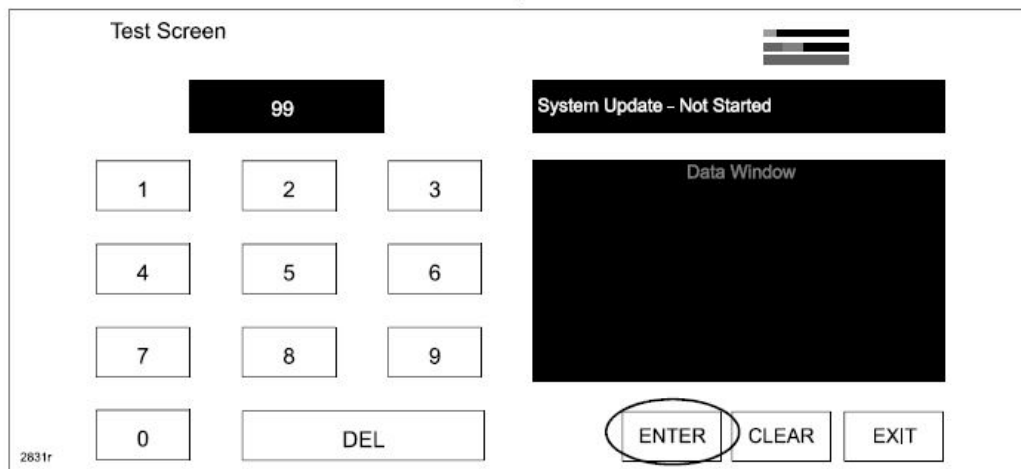 Test Screen
99
System Update – Not Started
Data Window
1 2 3
4 5 6
7 8 9
0 DEL
ENTER CLEAR EXIT
2831r